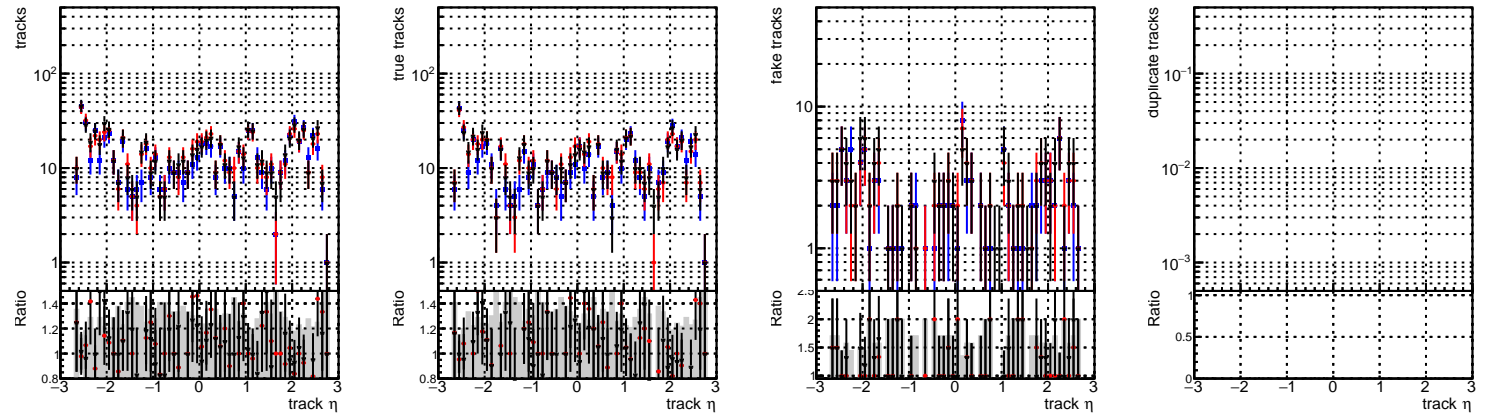 tracks
10²
10
1
Ratio
1.4
1.2
1
0.8
−3 −2 −1 0 1 2 3
track η
true tracks
10²
10
1
Ratio
1.4
1.2
1
0.8
−3 −2 −1 0 1 2 3
track η
fake tracks
10
1
Ratio
2.5
2
1.5
1
−3 −2 −1 0 1 2 3
track η
duplicate tracks
10⁻¹
10⁻²
10⁻³
Ratio
1
0.5
0
−3 −2 −1 0 1 2 3
track η